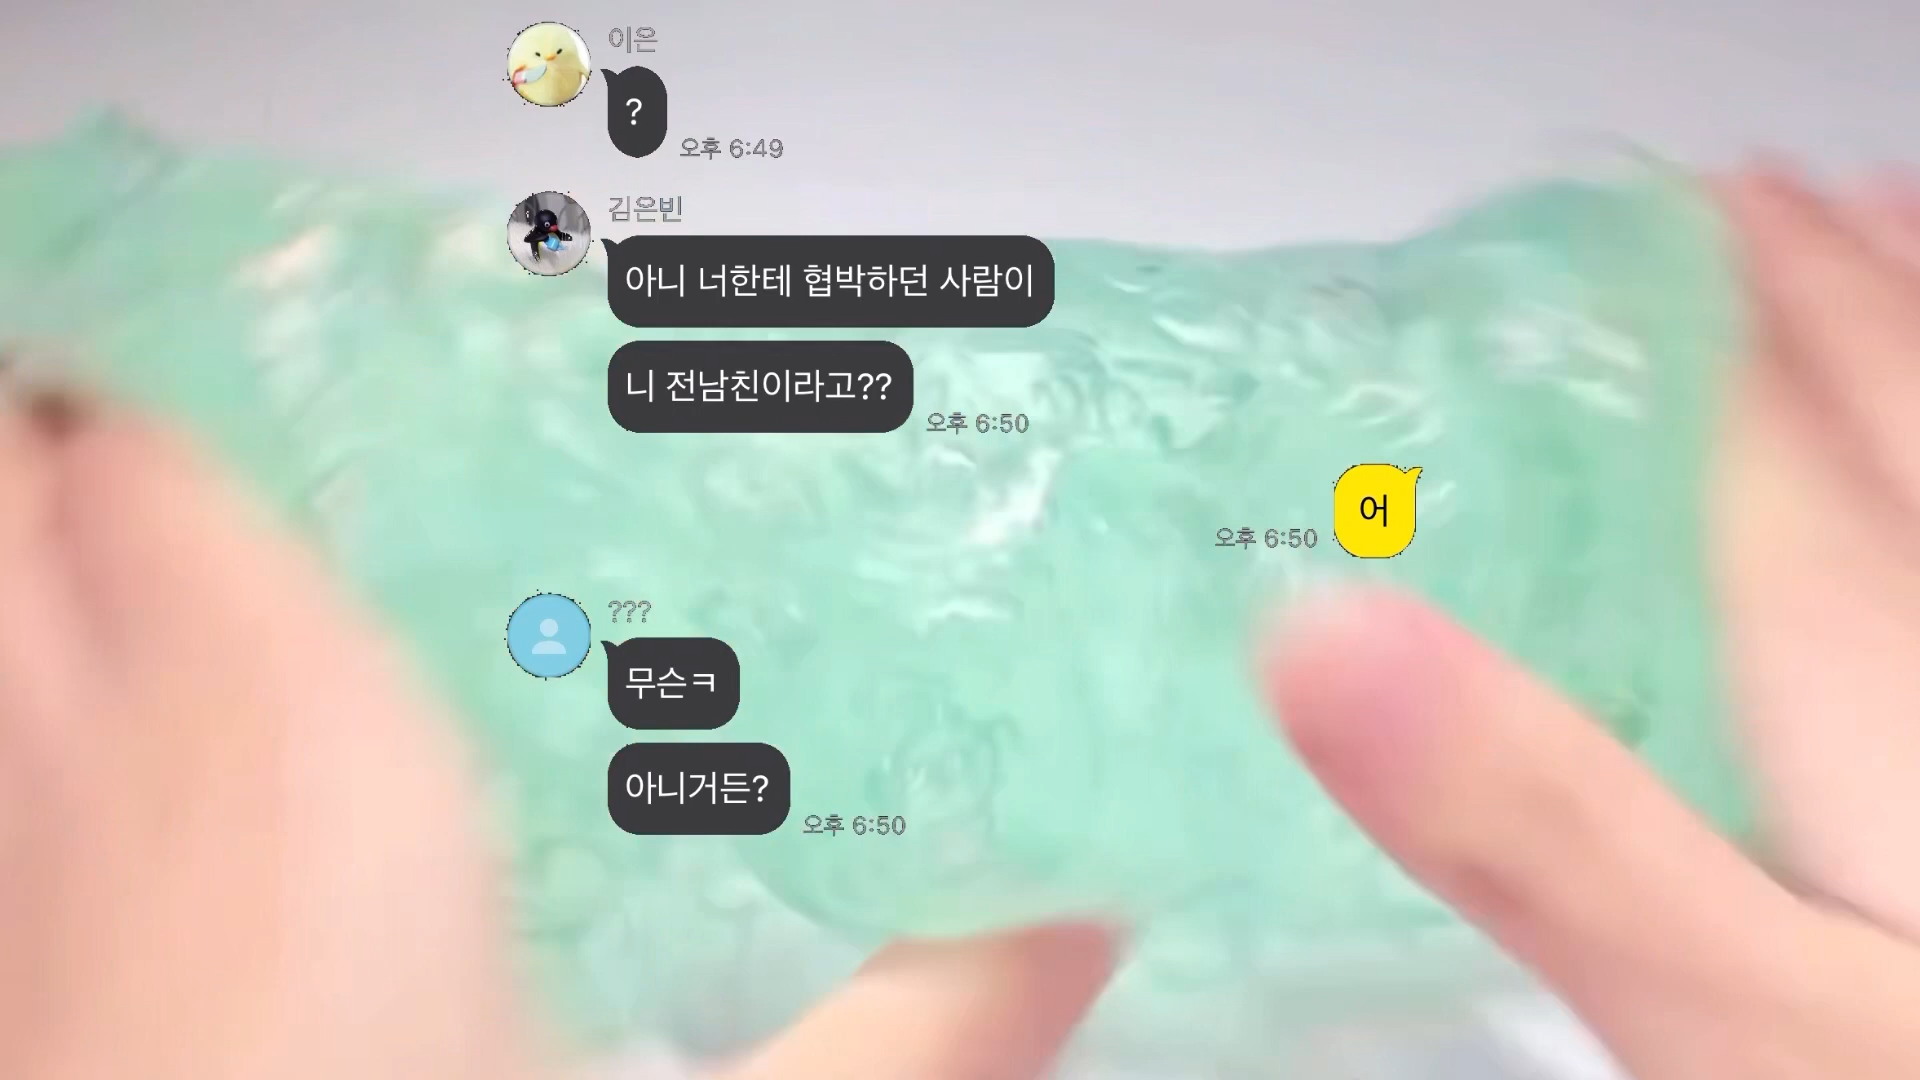 이은
?
오후 6:49
김은빈
아니 너한테 협박하던 사람이
니 전남친이라고??
오후 6:50
어
오후 6:50
???
무슨ㅋ
아니거든?
오후 6:50